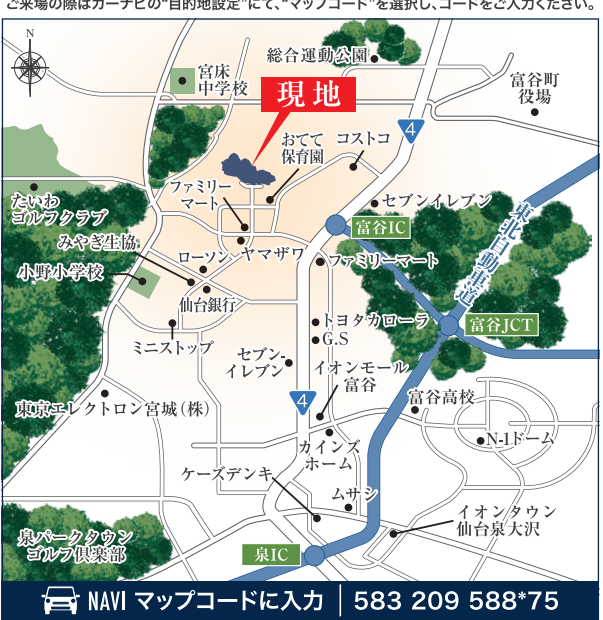 ご来場の際はカーナビの“目的地設定”にて、“マップコード”を選択し、コードをご入力ください。
N
総合運動公園
宮床
中学校
富谷町
役場
現地
4
おてて
保育園
コストコ
たいわ
ゴルフクラブ
ファミリー
マート
セブンイレブン
富谷IC
東北自動車道
みやぎ生協
ローソン
ヤマザワ
ファミリーマート
小野小学校
仙台銀行
トヨタカローラ
富谷JCT
G.S
ミニストップ
セブン-
イレブン
イオンモール
富谷
4
富谷高校
東京エレクトロン宮城(株)
N-1ドーム
カインズ
ホーム
ケーズデンキ
ムサシ
イオンタウン
仙台泉大沢
泉パークタウン
ゴルフ倶楽部
泉IC
NAVI マップコードに入力 583 209 588*75